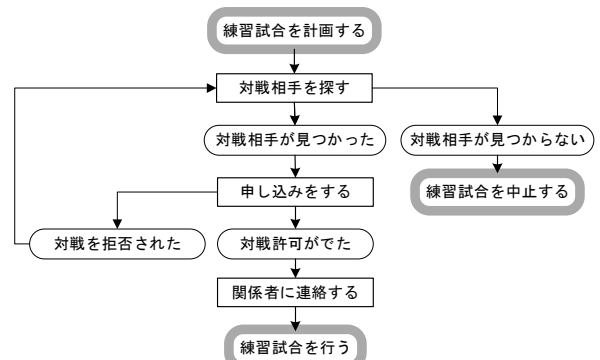 練習試合を計画する
対戦相手を探す
対戦相手が見つかった
対戦相手が見つからない
申し込みをする
練習試合を中止する
対戦を拒否された
対戦許可がでた
関係者に連絡する
練習試合を行う